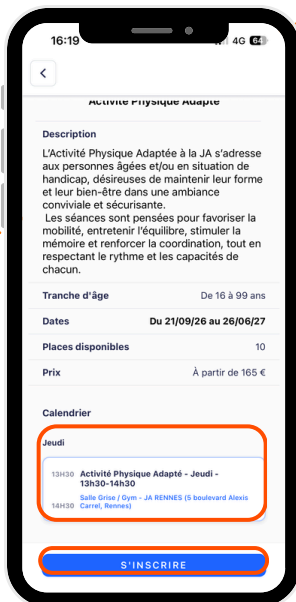 16:19
4G 64
Activité Physique Adapté
Description
L'Activité Physique Adaptée à la JA s'adresse
aux personnes âgées et/ou en situation de
handicap, désireuses de maintenir leur forme
et leur bien-être dans une ambiance
conviviale et sécurisante.
Les séances sont pensées pour favoriser la
mobilité, entretenir l'équilibre, stimuler la
mémoire et renforcer la coordination, tout en
respectant le rythme et les capacités de
chacun.
Tranche d'âge De 16 à 99 ans
Dates Du 21/09/26 au 26/06/27
Places disponibles 10
Prix À partir de 165 €
Calendrier
Jeudi
13H30 Activité Physique Adapté - Jeudi -
13h30-14h30
Salle Grise / Gym - JA RENNES (5 boulevard Alexis
14H30 Carrel, Rennes)
S'INSCRIRE